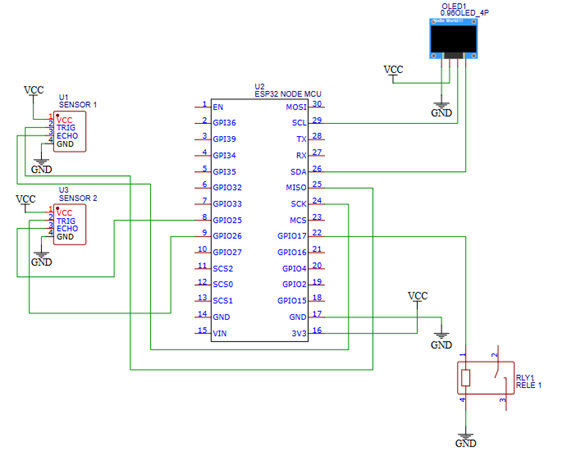 OLED1
0.96OLED_4P
VCC
GND
U1
SENSOR 1
VCC
1 VCC
2 TRIG
3 ECHO
4 GND
GND
U3
SENSOR 2
VCC
1 VCC
2 TRIG
3 ECHO
4 GND
GND
U2
ESP32 NODE MCU
1 EN MOSI 30
2 GPI36 SCL 29
3 GPI39 TX 28
4 GPI34 RX 27
5 GPI35 SDA 26
6 GPIO32 MISO 25
7 GPIO33 SCK 24
8 GPIO25 MCS 23
9 GPIO26 GPIO17 22
10 GPIO27 GPIO16 21
11 SCS2 GPIO4 20
12 SCS0 GPIO2 19
13 SCS1 GPIO15 18
14 GND GND 17
15 VIN 3V3 16
VCC
GND
1 2
RLY1
RELE 1
4 3
GND